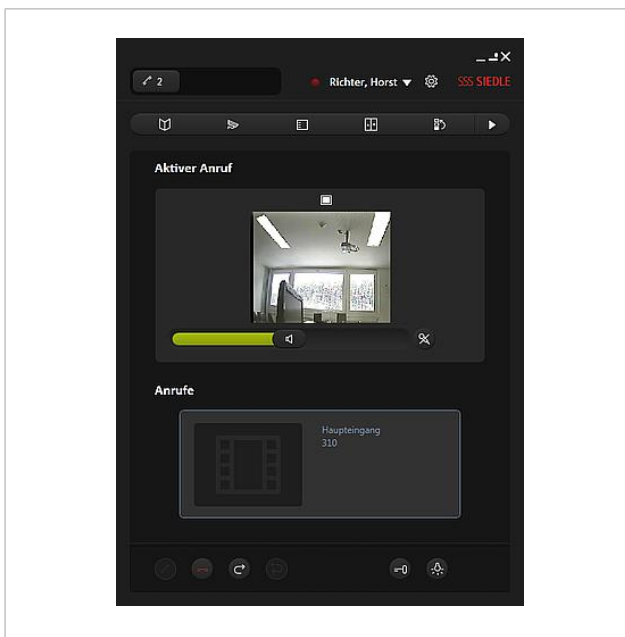 2
Richter, Horst
SSS SIEDLE
Aktiver Anruf
Anrufe
Haupteingang
310